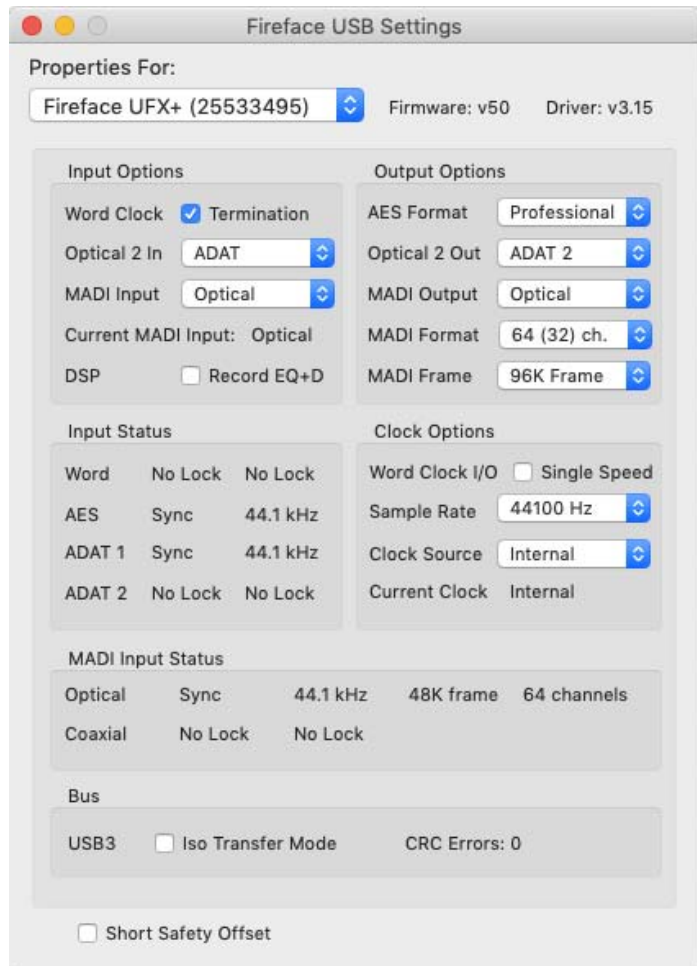 Fireface USB Settings
Properties For:
Fireface UFX+ (25533495) Firmware: v50 Driver: v3.15
Input Options
Word Clock Termination
Optical 2 In ADAT
MADI Input Optical
Current MADI Input: Optical
DSP Record EQ+D
Output Options
AES Format Professional
Optical 2 Out ADAT 2
MADI Output Optical
MADI Format 64 (32) ch.
MADI Frame 96K Frame
Input Status
Word No Lock No Lock
AES Sync 44.1 kHz
ADAT 1 Sync 44.1 kHz
ADAT 2 No Lock No Lock
Clock Options
Word Clock I/O Single Speed
Sample Rate 44100 Hz
Clock Source Internal
Current Clock Internal
MADI Input Status
Optical Sync 44.1 kHz 48K frame 64 channels
Coaxial No Lock No Lock
Bus
USB3 Iso Transfer Mode CRC Errors: 0
Short Safety Offset